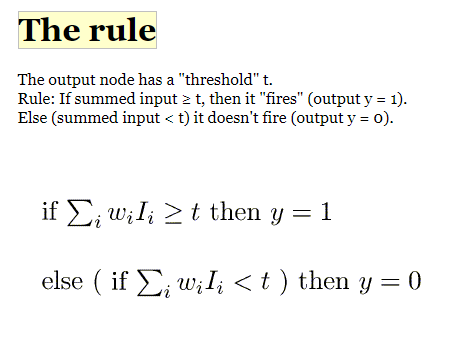 The rule
The output node has a "threshold" t.
Rule: If summed input ≥ t, then it "fires" (output y = 1).
Else (summed input < t) it doesn't fire (output y = 0).
if ∑ᵢ wᵢIᵢ ≥ t then y = 1
else ( if ∑ᵢ wᵢIᵢ < t ) then y = 0